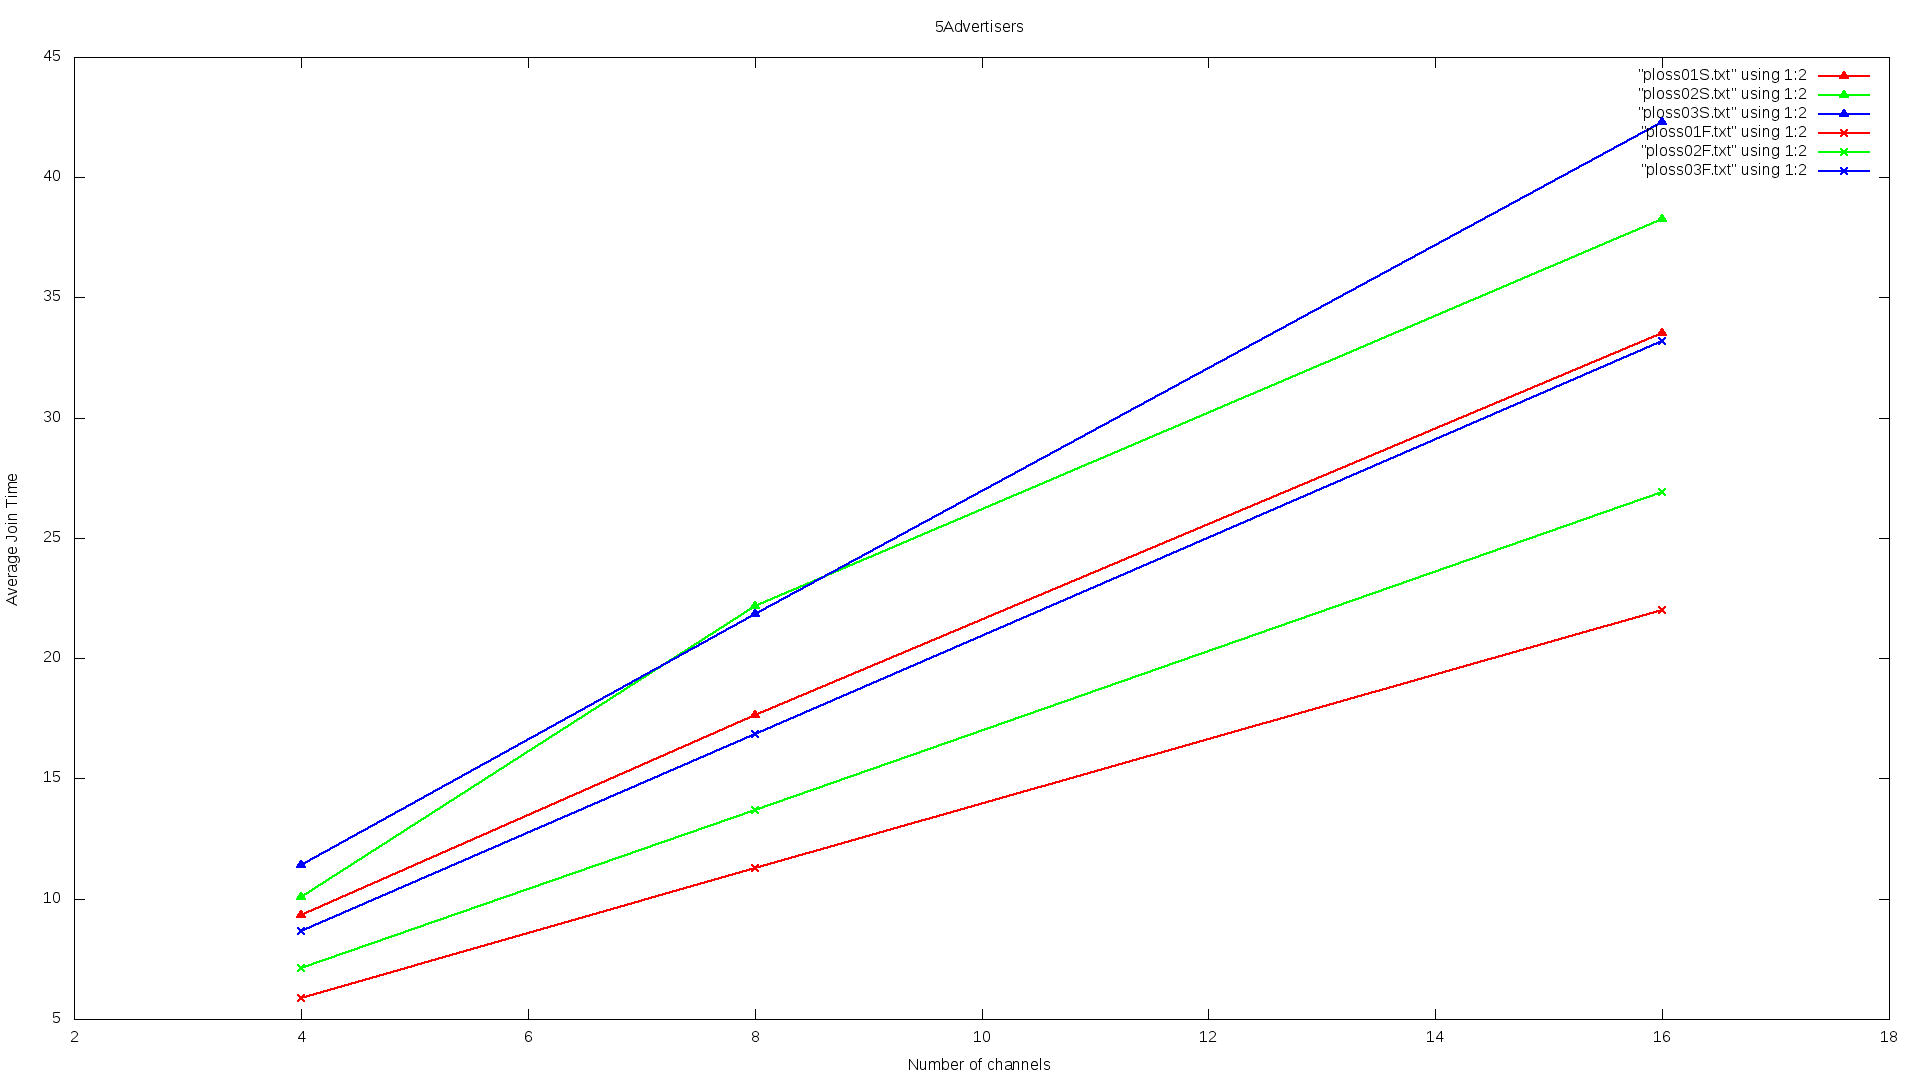 5Advertisers
45
40
35
30
25
20
15
10
5
Average Join Time
"ploss01S.txt" using 1:2
"ploss02S.txt" using 1:2
"ploss03S.txt" using 1:2
"ploss01F.txt" using 1:2
"ploss02F.txt" using 1:2
"ploss03F.txt" using 1:2
2 4 6 8 10 12 14 16 18
Number of channels